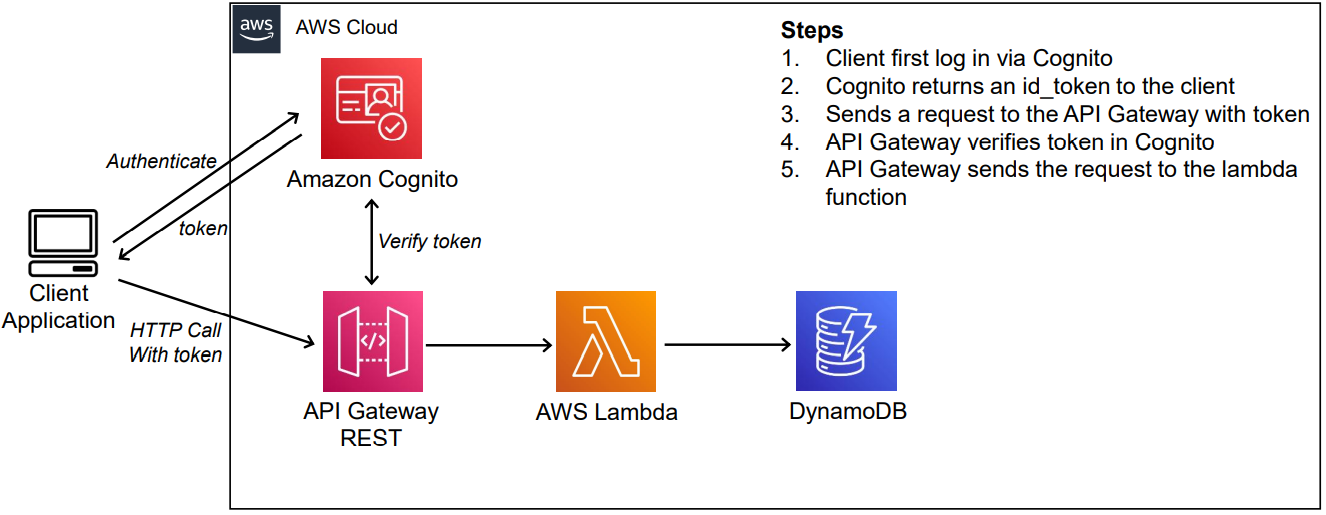 aws
AWS Cloud
Steps
1. Client first log in via Cognito
2. Cognito returns an id_token to the client
3. Sends a request to the API Gateway with token
4. API Gateway verifies token in Cognito
5. API Gateway sends the request to the lambda
function
Authenticate
Amazon Cognito
token
Verify token
Client
Application
HTTP Call
With token
</>
API Gateway
REST
AWS Lambda
DynamoDB